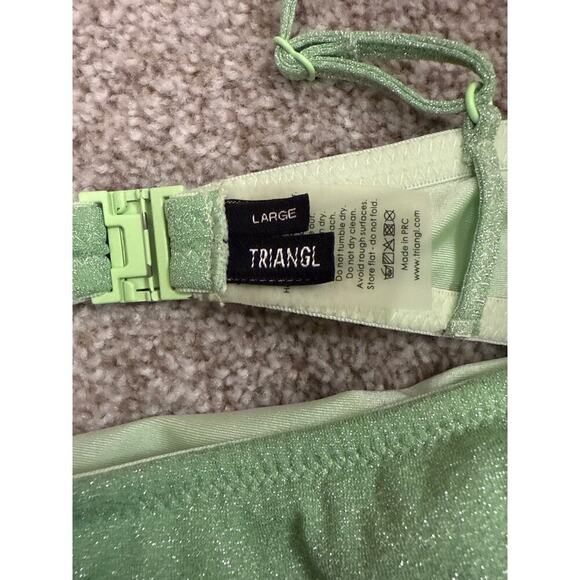 LARGE
TRIANGL
Do not tumble dry.
Do not dry clean.
Avoid rough surfaces.
Store flat - do not fold.
Made in PRC
www.triangl.com